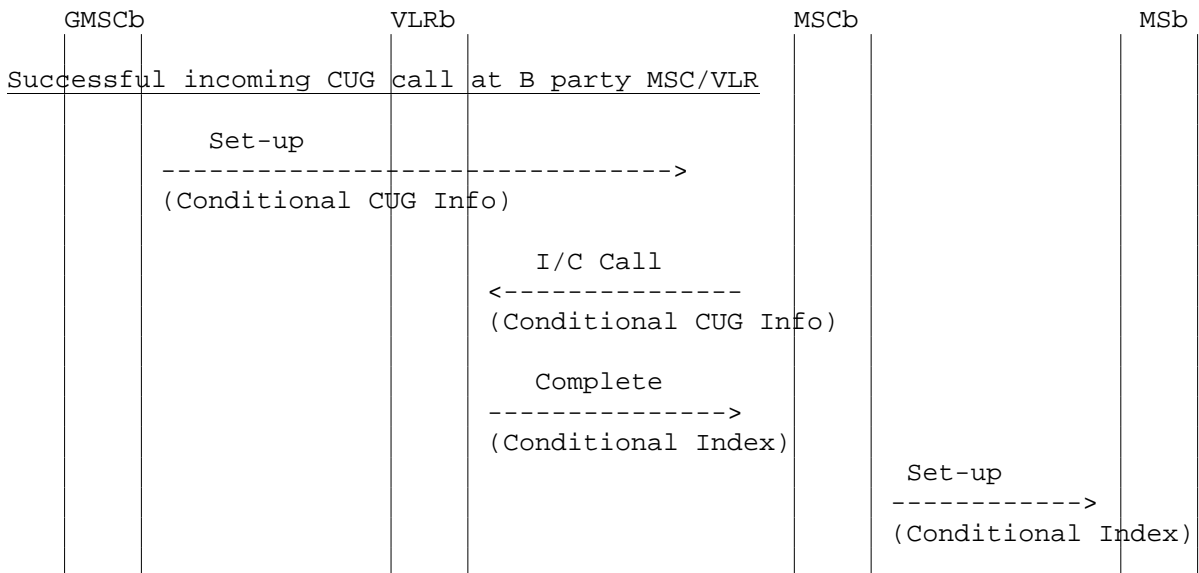 GMSCb VLRb MSCb MSb
Successful incoming CUG call at B party MSC/VLR
Set-up
--------------------------------->
(Conditional CUG Info)
I/C Call
<---------------
(Conditional CUG Info)
Complete
--------------->
(Conditional Index)
Set-up
------------>
(Conditional Index)